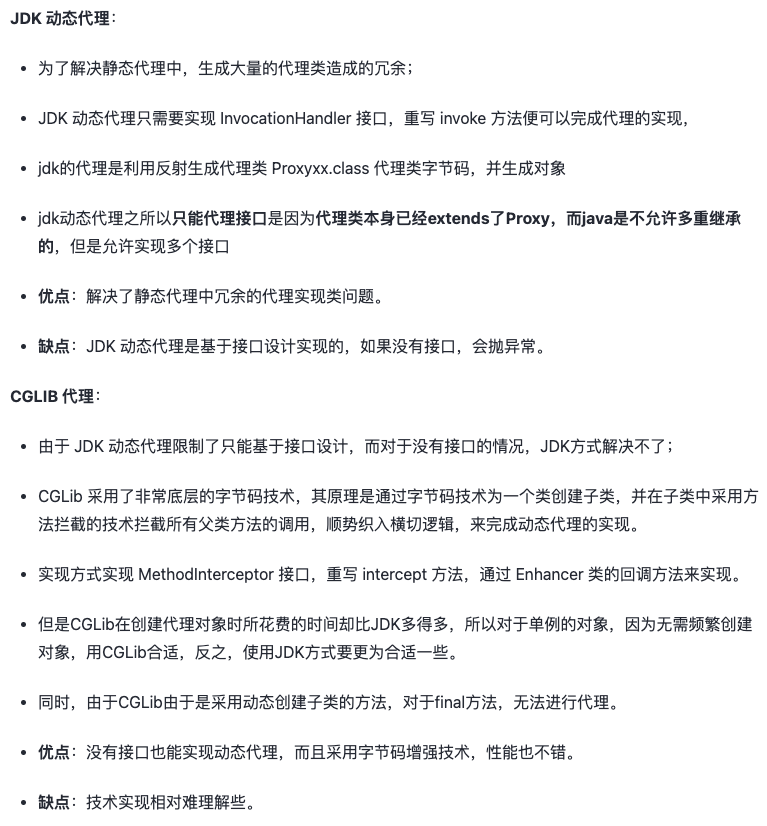 JDK 动态代理：
• 为了解决静态代理中，生成大量的代理类造成的冗余；
• JDK 动态代理只需要实现 InvocationHandler 接口，重写 invoke 方法便可以完成代理的实现，
• jdk的代理是利用反射生成代理类 Proxyxx.class 代理类字节码，并生成对象
• jdk动态代理之所以只能代理接口是因为代理类本身已经extends了Proxy，而java是不允许多重继承
的，但是允许实现多个接口
• 优点：解决了静态代理中冗余的代理实现类问题。
• 缺点：JDK 动态代理是基于接口设计实现的，如果没有接口，会抛异常。
CGLIB 代理：
• 由于 JDK 动态代理限制了只能基于接口设计，而对于没有接口的情况，JDK方式解决不了；
• CGLib 采用了非常底层的字节码技术，其原理是通过字节码技术为一个类创建子类，并在子类中采用方
法拦截的技术拦截所有父类方法的调用，顺势织入横切逻辑，来完成动态代理的实现。
• 实现方式实现 MethodInterceptor 接口，重写 intercept 方法，通过 Enhancer 类的回调方法来实现。
• 但是CGLib在创建代理对象时所花费的时间却比JDK多得多，所以对于单例的对象，因为无需频繁创建
对象，用CGLib合适，反之，使用JDK方式要更为合适一些。
• 同时，由于CGLib由于是采用动态创建子类的方法，对于final方法，无法进行代理。
• 优点：没有接口也能实现动态代理，而且采用字节码增强技术，性能也不错。
• 缺点：技术实现相对难理解些。